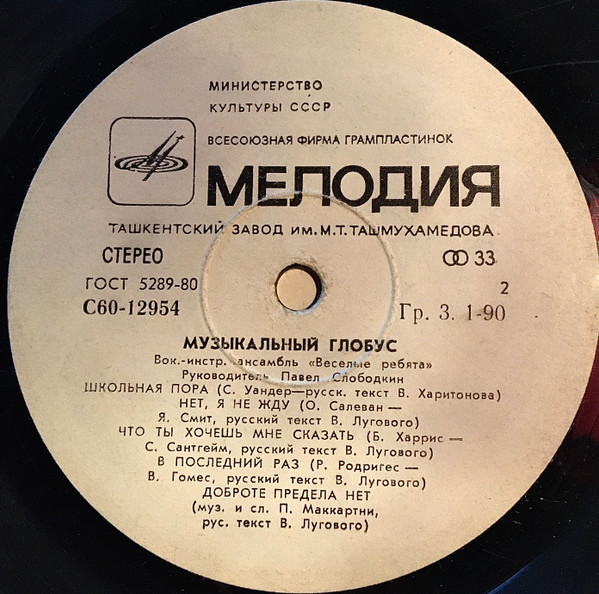 МИНИСТЕРСТВО
КУЛЬТУРЫ СССР
ВСЕСОЮЗНАЯ ФИРМА ГРАМПЛАСТИНОК
МЕЛОДИЯ
ТАШКЕНТСКИЙ ЗАВОД ИМ. М.Т. ТАШМУХАМЕДОВА
СТЕРЕО 33
ГОСТ 5289-80 2
С60-12954 Гр. 3. 1-90
МУЗЫКАЛЬНЫЙ ГЛОБУС
Вок.-инстр. ансамбль «Веселые ребята»
Руководитель Павел Слободкин
ШКОЛЬНАЯ ПОРА (С. Уандер—русск. текст В. Харитонова)
НЕТ, Я НЕ ЖДУ (О. Салеван —
Я. Смит, русский текст В. Лугового)
ЧТО ТЫ ХОЧЕШЬ МНЕ СКАЗАТЬ (Б. Харрис —
С. Сантгейм, русский текст В. Лугового)
В ПОСЛЕДНИЙ РАЗ (Р. Родригес —
В. Гомес, русский текст В. Лугового)
ДОБРОТЕ ПРЕДЕЛА НЕТ
(муз. и сл. П. Маккартни,
рус. текст В. Лугового)